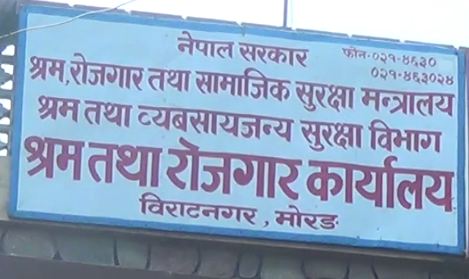 नेपाल सरकार
फोन-०२१-४६३०
०२१-४६३०२४
श्रम,रोजगार तथा सामाजिक सुरक्षा मन्त्रालय
श्रम तथा व्यबसायजन्य सुरक्षा विभाग
श्रम तथा रोजगार कार्यालय
विराटनगर, मोरङ